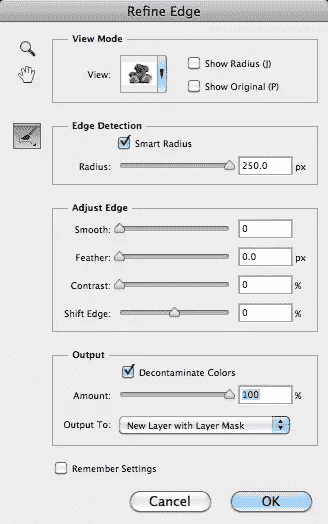 Refine Edge
View Mode
View:
Show Radius (J)
Show Original (P)
Edge Detection
Smart Radius
Radius: 250.0 px
Adjust Edge
Smooth: 0
Feather: 0.0 px
Contrast: 0 %
Shift Edge: 0 %
Output
Decontaminate Colors
Amount: 100 %
Output To: New Layer with Layer Mask
Remember Settings
Cancel OK